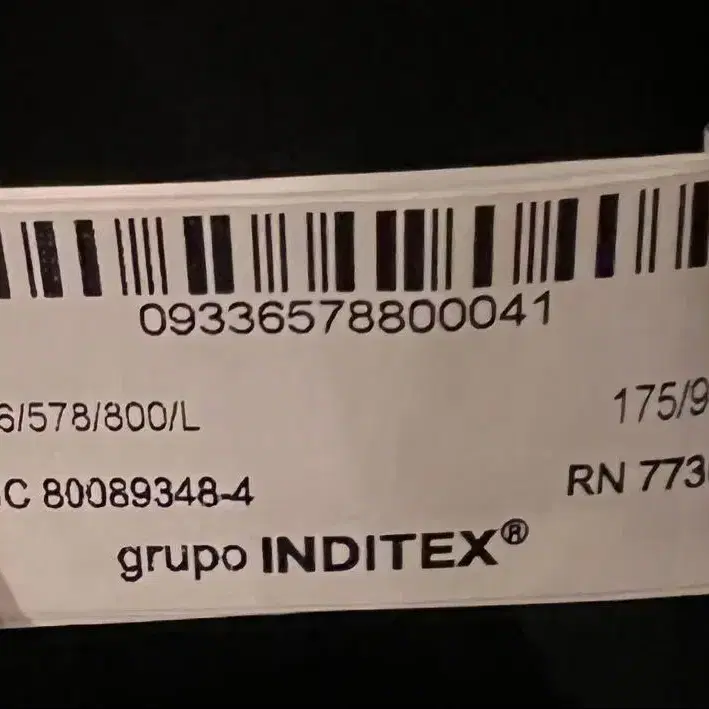 09336578800041
6/578/800/L 175/9
C 80089348-4 RN 773
grupo INDITEX®